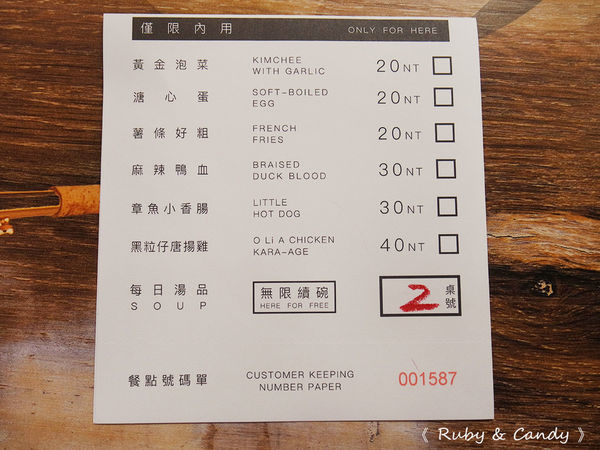 僅限內用 ONLY FOR HERE
黃金泡菜 KIMCHEE WITH GARLIC 20NT
溏心蛋 SOFT-BOILED EGG 20NT
薯條好粗 FRENCH FRIES 20NT
麻辣鴨血 BRAISED DUCK BLOOD 30NT
章魚小香腸 LITTLE HOT DOG 30NT
黑粒仔唐揚雞 O Li A CHICKEN KARA-AGE 40NT
每日湯品 SOUP 無限續碗 HERE FOR FREE 2 桌號
餐點號碼單 CUSTOMER KEEPING NUMBER PAPER 001587
《 Ruby & Candy 》